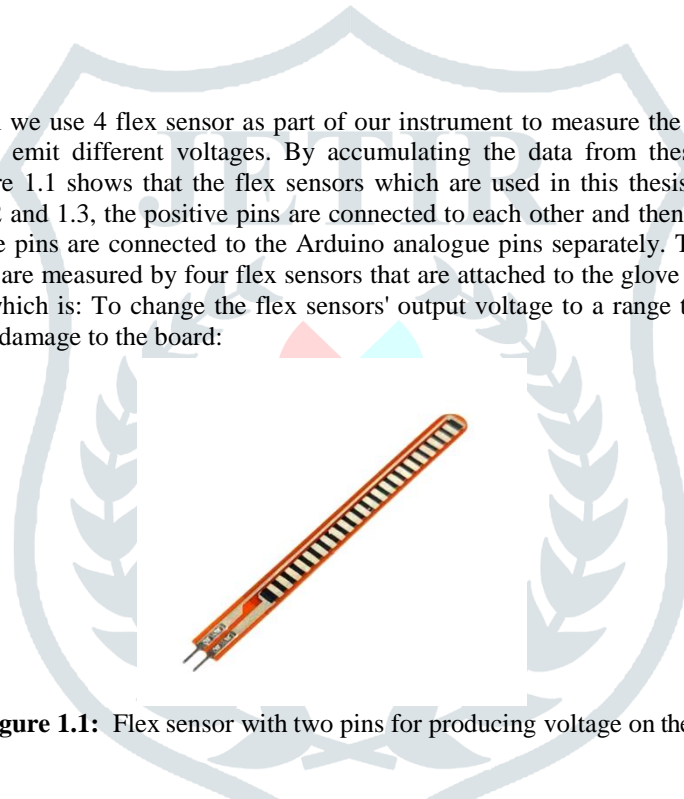 we use 4 flex sensor as part of our instrument to measure the
emit different voltages. By accumulating the data from
JETIR
1.1 shows that the flex sensors which are used in this thesis
and 1.3, the positive pins are connected to each other and then
pins are connected to the Arduino analogue pins separately.
are measured by four flex sensors that are attached to the glove
which is: To change the flex sensors' output voltage to a range
damage to the board:
gure 1.1: Flex sensor with two pins for producing voltage on the